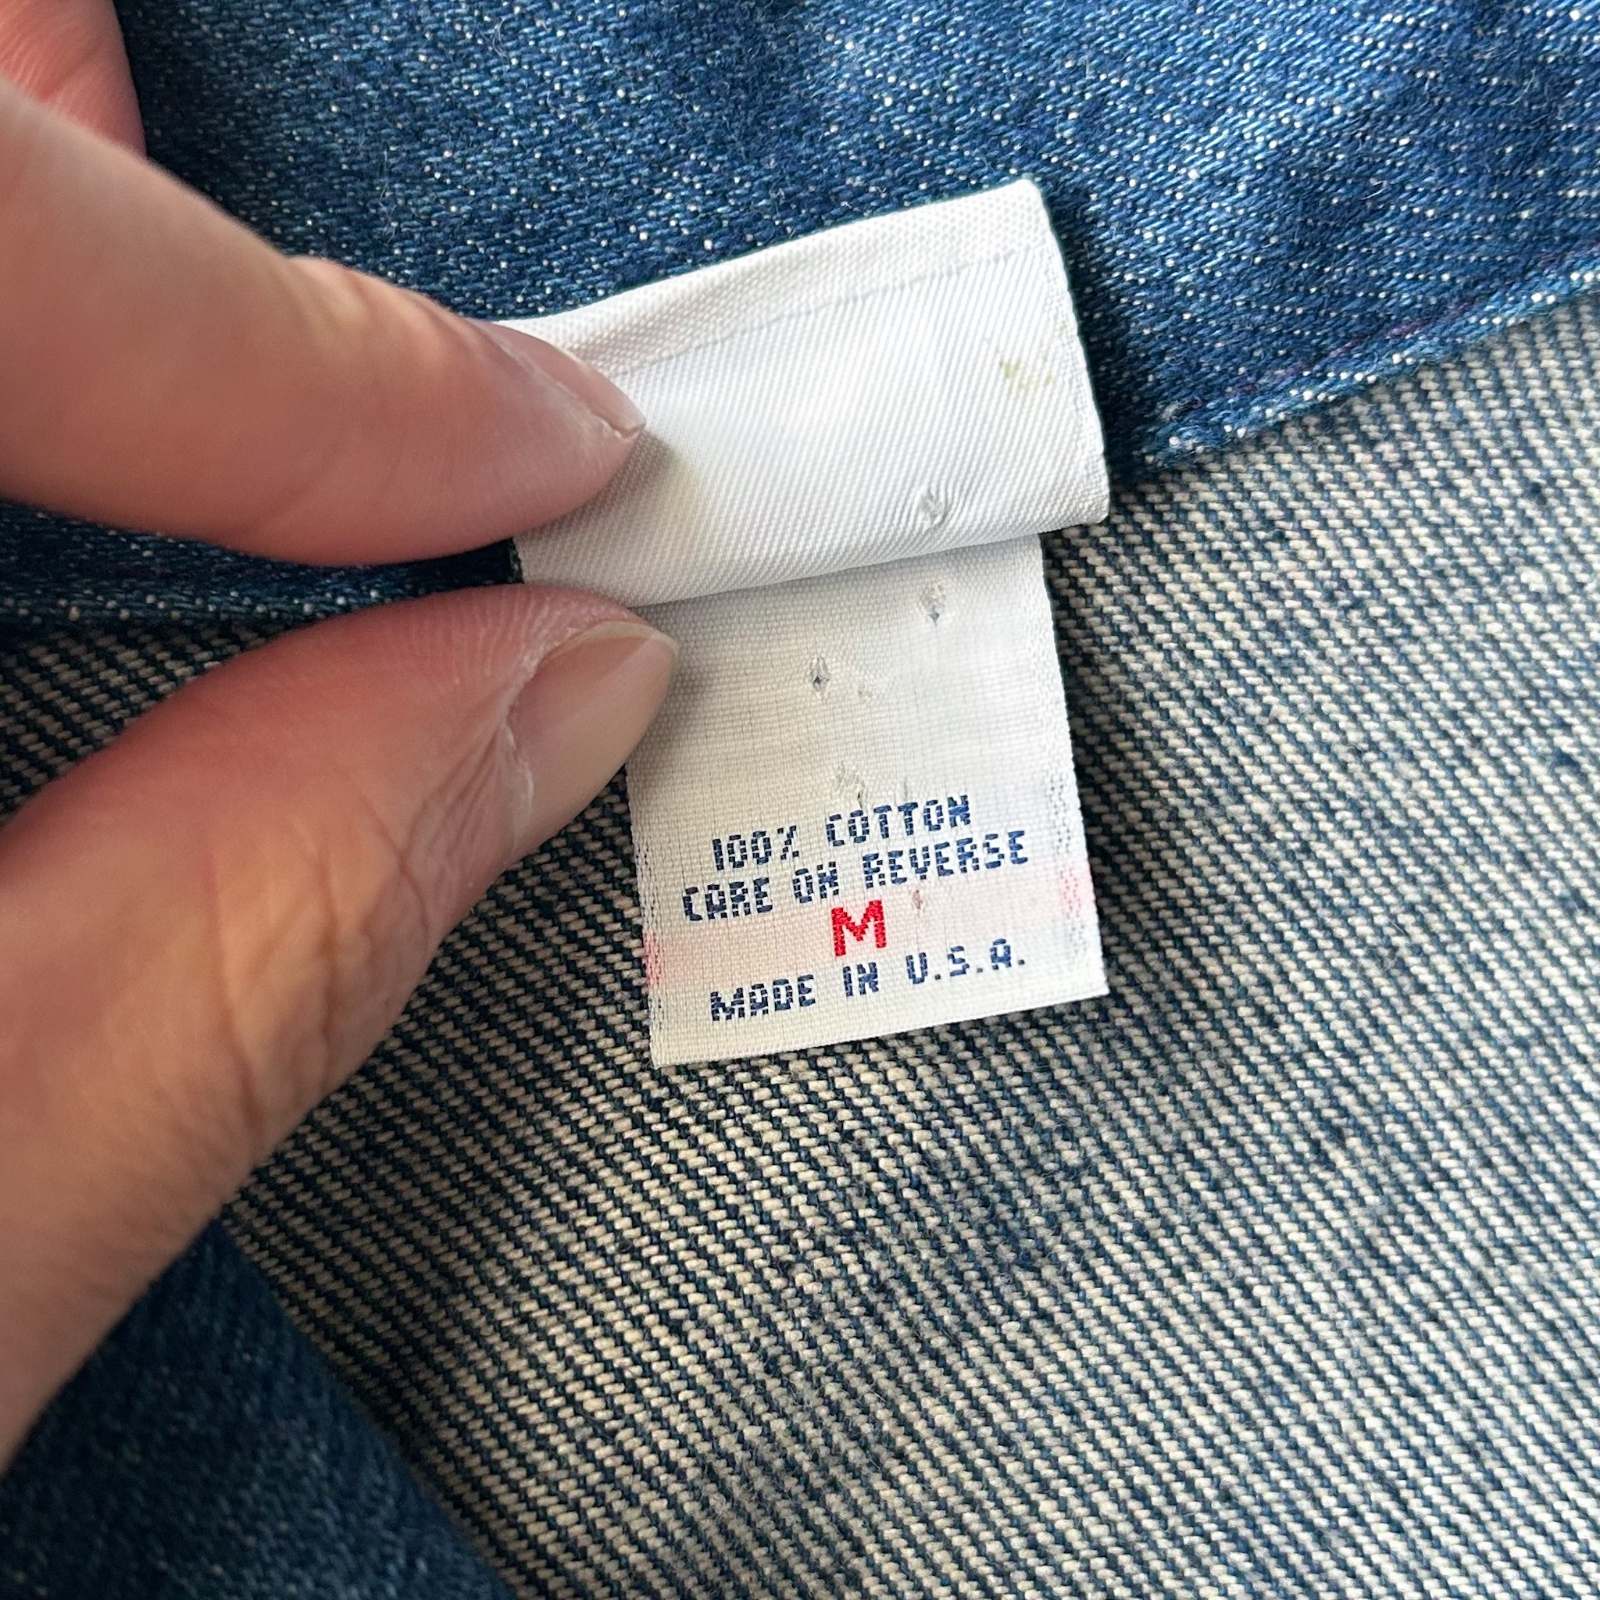 100% COTTON
CARE ON REVERSE
M
MADE IN U.S.A.